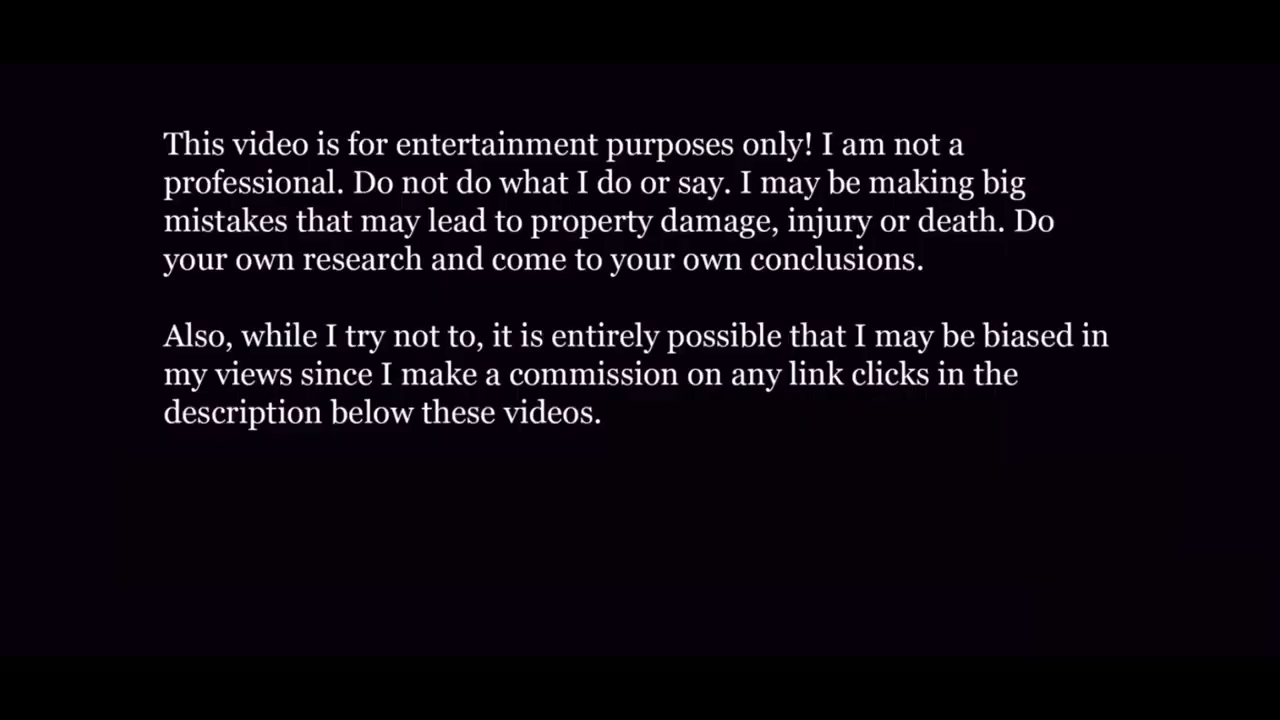 This video is for entertainment purposes only! I am not a
professional. Do not do what I do or say. I may be making big
mistakes that may lead to property damage, injury or death. Do
your own research and come to your own conclusions.
Also, while I try not to, it is entirely possible that I may be biased in
my views since I make a commission on any link clicks in the
description below these videos.